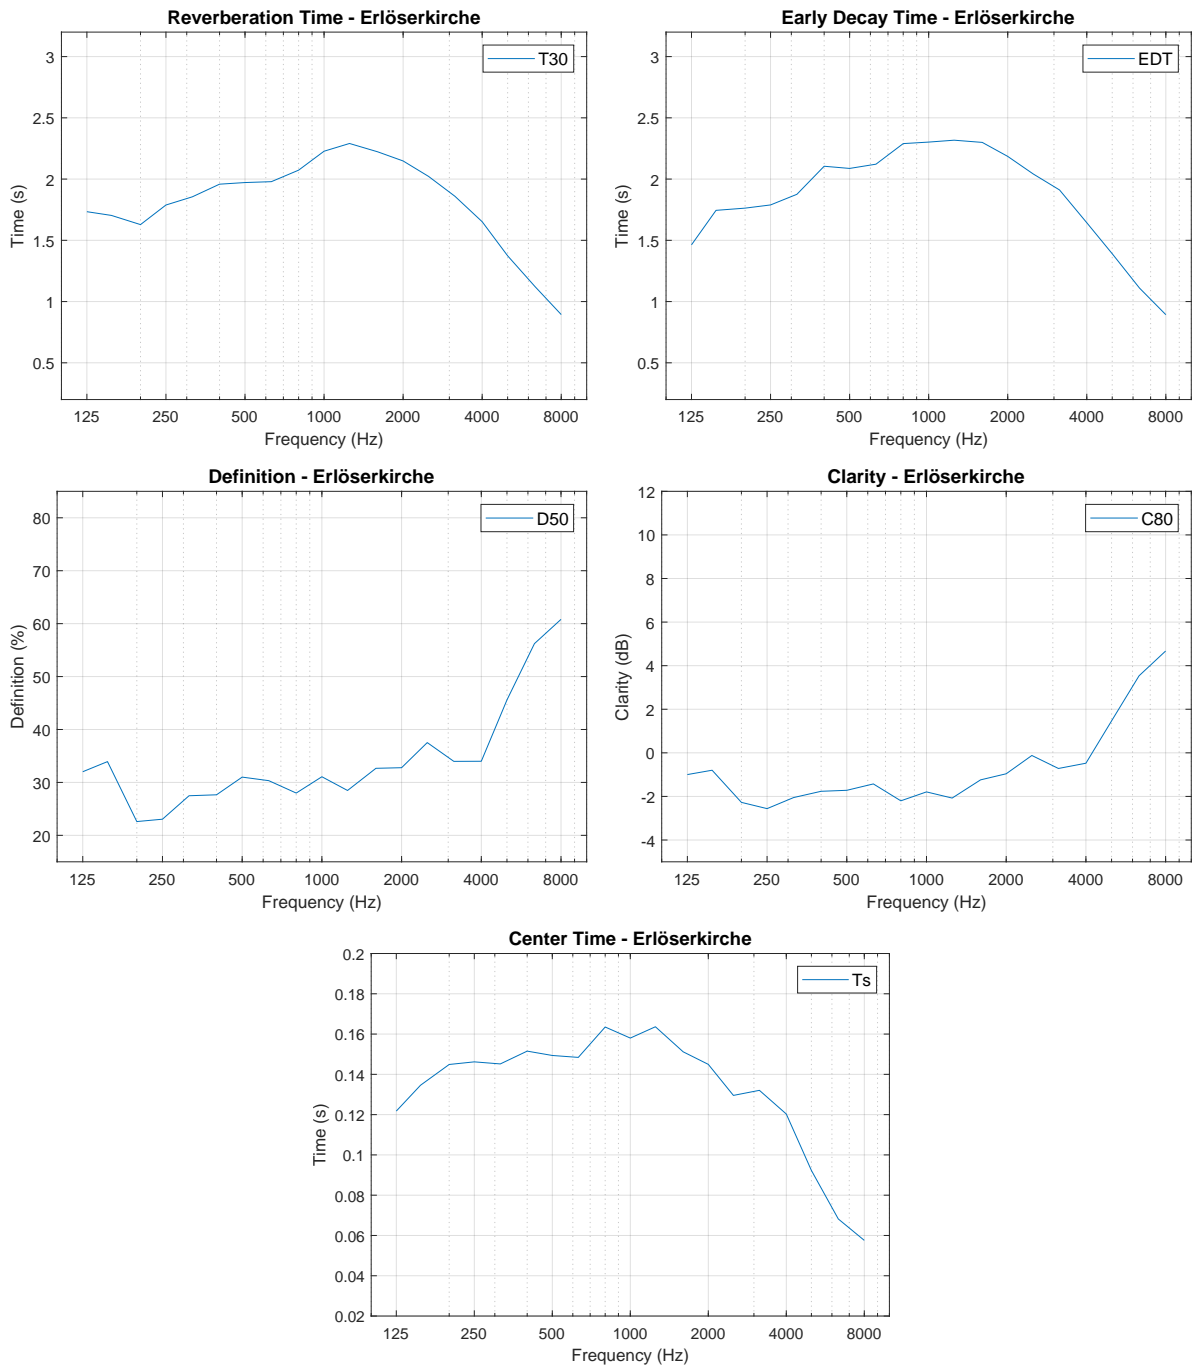 Reverberation Time - Erlöserkirche
T30
3
2.5
2
1.5
1
0.5
Time (s)
125 250 500 1000 2000 4000 8000
Frequency (Hz)
Early Decay Time - Erlöserkirche
EDT
3
2.5
2
1.5
1
0.5
Time (s)
125 250 500 1000 2000 4000 8000
Frequency (Hz)
Definition - Erlöserkirche
D50
80
70
60
50
40
30
20
Definition (%)
125 250 500 1000 2000 4000 8000
Frequency (Hz)
Clarity - Erlöserkirche
C80
12
10
8
6
4
2
0
-2
-4
Clarity (dB)
125 250 500 1000 2000 4000 8000
Frequency (Hz)
Center Time - Erlöserkirche
Ts
0.2
0.18
0.16
0.14
0.12
0.1
0.08
0.06
0.04
0.02
Time (s)
125 250 500 1000 2000 4000 8000
Frequency (Hz)